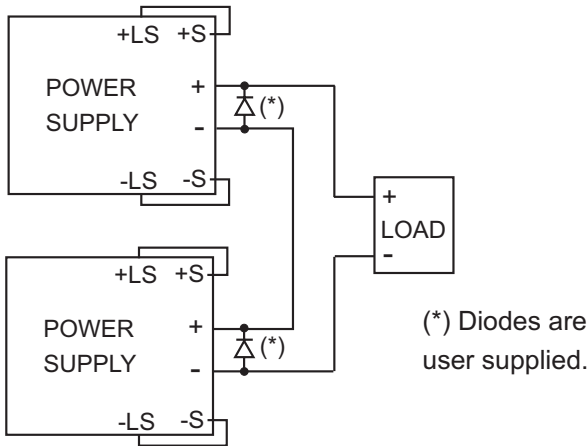 +LS +S
POWER
SUPPLY
+
-
(*)
-LS -S
+
LOAD
-
+LS +S
POWER
SUPPLY
+
-
(*)
-LS -S
(*) Diodes are
user supplied.